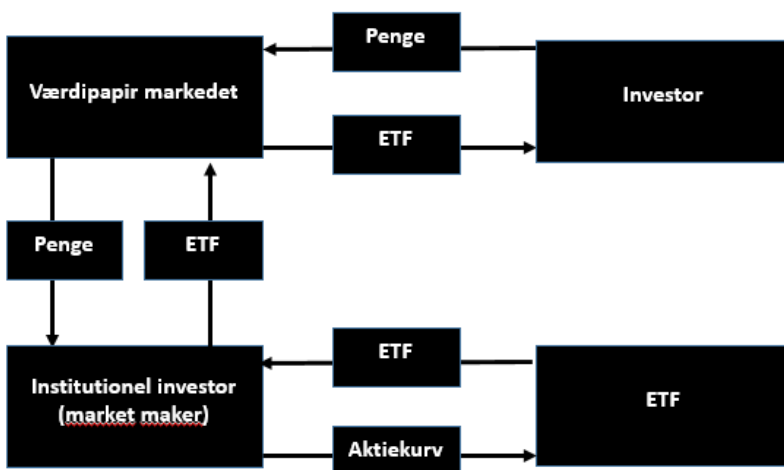 Penge
Værdipapir markedet
Investor
ETF
Penge
ETF
ETF
Institutionel investor
(market maker)
ETF
Aktiekurv